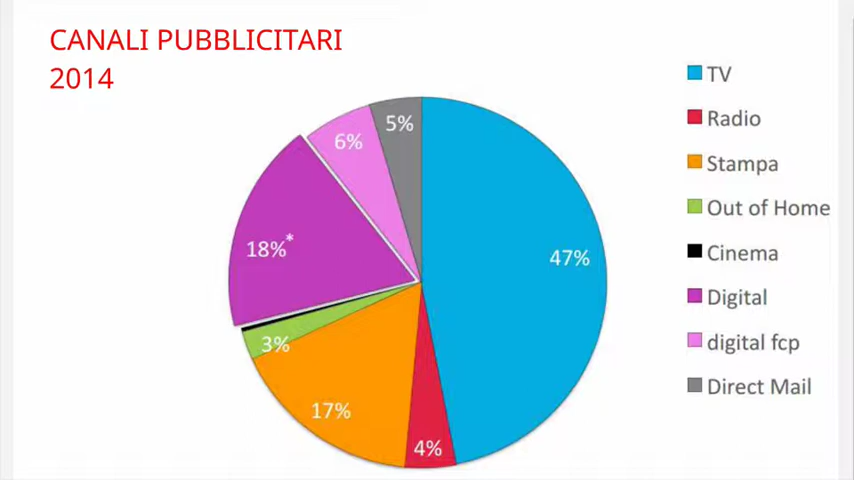 CANALI PUBBLICITARI
2014
TV
Radio
Stampa
Out of Home
Cinema
Digital
digital fcp
Direct Mail
5%
6%
18%*
47%
3%
17%
4%